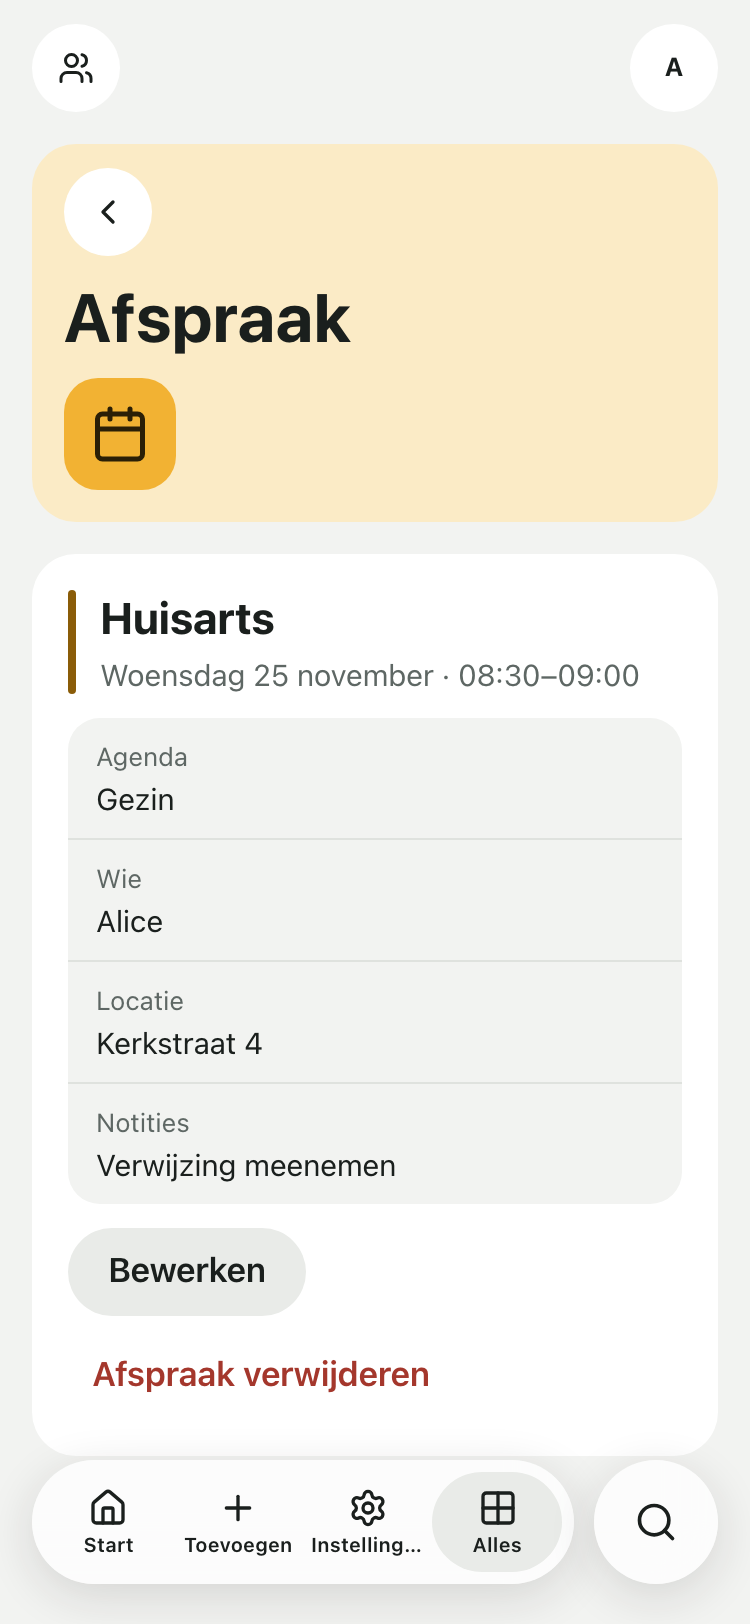 A
Afspraak
Huisarts
Woensdag 25 november · 08:30–09:00
Agenda
Gezin
Wie
Alice
Locatie
Kerkstraat 4
Notities
Verwijzing meenemen
Bewerken
Afspraak verwijderen
Start
Toevoegen
Instelling...
Alles